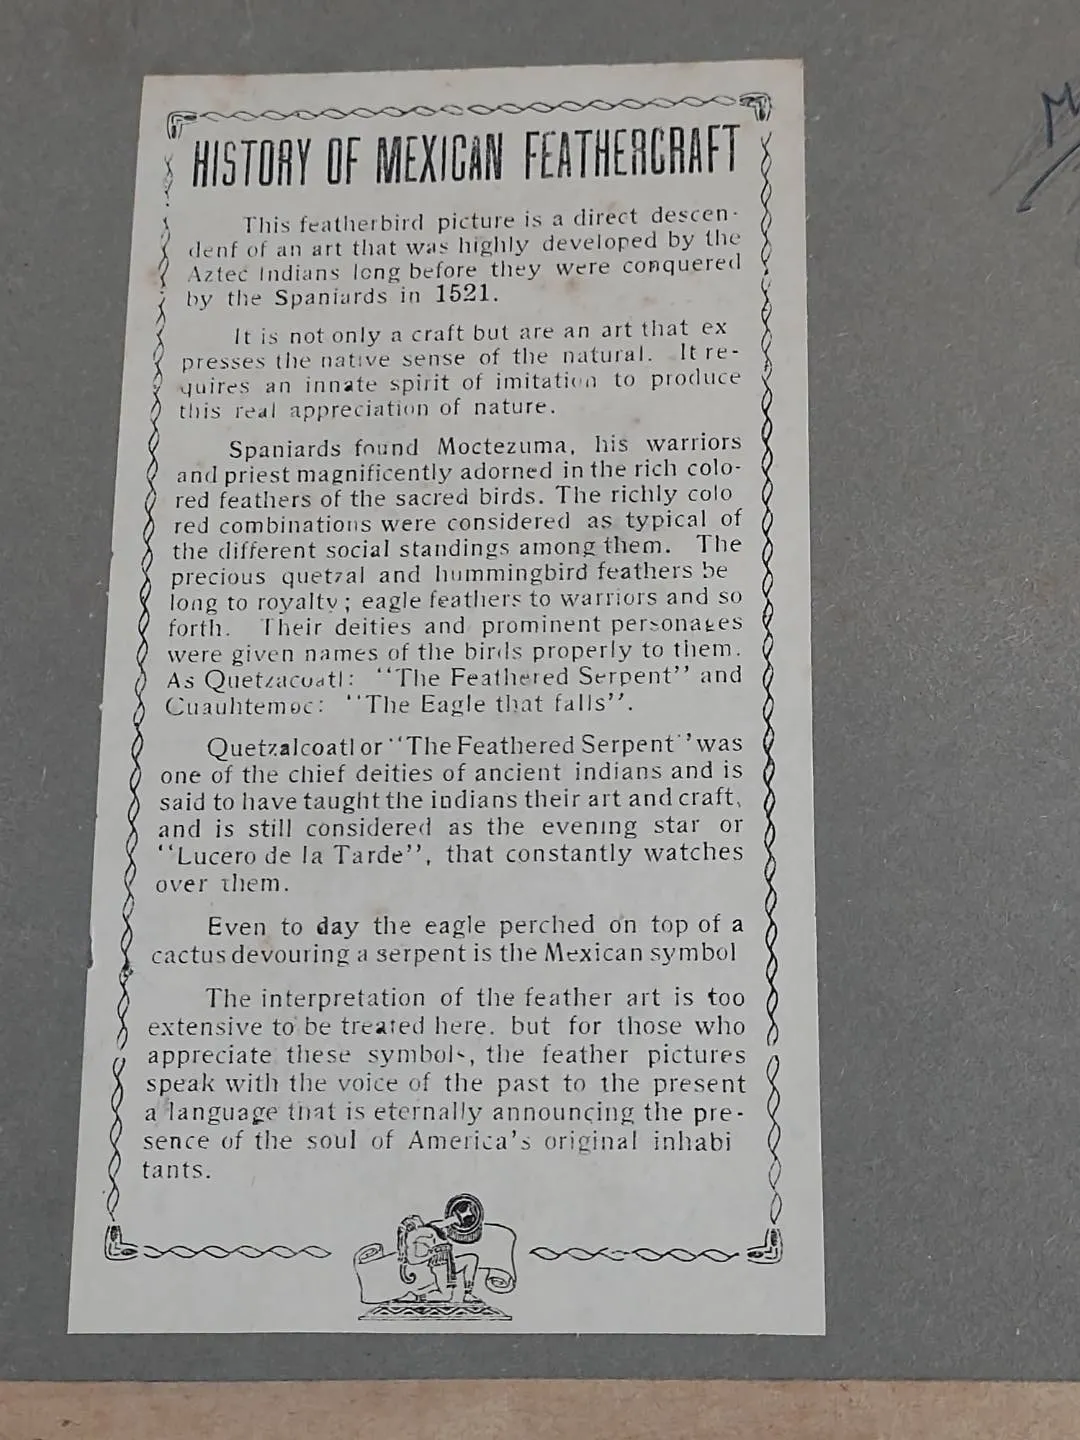 HISTORY OF MEXICAN FEATHERCRAFT
This featherbird picture is a direct descen-
denf of an art that was highly developed by the
Aztec Indians long before they were conquered
by the Spaniards in 1521.
It is not only a craft but are an art that ex
presses the native sense of the natural. It re-
quires an innate spirit of imitation to produce
this real appreciation of nature.
Spaniards found Moctezuma, his warriors
and priest magnificently adorned in the rich colo-
red feathers of the sacred birds. The richly colo
red combinations were considered as typical of
the different social standings among them. The
precious quetzal and hummingbird feathers be
long to royalty; eagle feathers to warriors and so
forth. Their deities and prominent personages
were given names of the birds properly to them.
As Quetzacoatl: ''The Feathered Serpent'' and
Cuauhtemoc: ''The Eagle that falls''.
Quetzalcoatl or ''The Feathered Serpent'' was
one of the chief deities of ancient indians and is
said to have taught the indians their art and craft,
and is still considered as the evening star or
''Lucero de la Tarde'', that constantly watches
over them.
Even to day the eagle perched on top of a
cactus devouring a serpent is the Mexican symbol
The interpretation of the feather art is too
extensive to be treated here. but for those who
appreciate these symbols, the feather pictures
speak with the voice of the past to the present
a language that is eternally announcing the pre-
sence of the soul of America's original inhabi
tants.